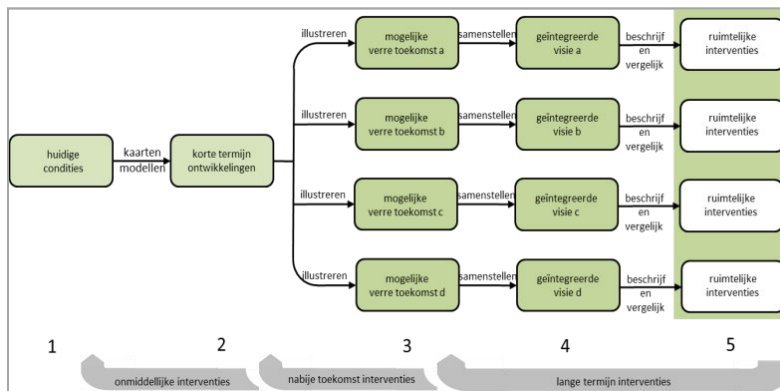 illustreren
mogelijke
verre toekomst a
samenstellen
geïntegreerde
visie a
beschrijf
en
vergelijk
ruimtelijke
interventies
illustreren
mogelijke
verre toekomst b
samenstellen
geïntegreerde
visie b
beschrijf
en
vergelijk
ruimtelijke
interventies
huidige
condities
kaarten
modellen
korte termijn
ontwikkelingen
illustreren
mogelijke
verre toekomst c
samenstellen
geïntegreerde
visie c
beschrijf
en
vergelijk
ruimtelijke
interventies
illustreren
mogelijke
verre toekomst d
samenstellen
geïntegreerde
visie d
beschrijf
en
vergelijk
ruimtelijke
interventies
1 2 3 4 5
onmiddellijke interventies nabije toekomst interventies lange termijn interventies